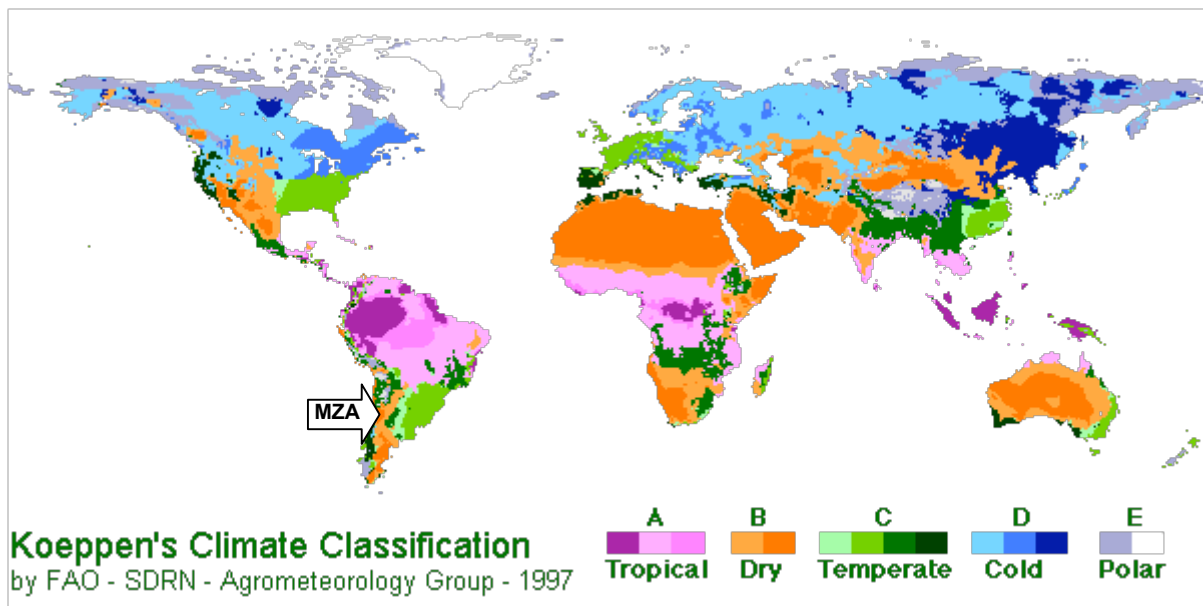 MZA
Koeppen's Climate Classification
by FAO - SDRN - Agrometeorology Group - 1997
A B C D E
Tropical Dry Temperate Cold Polar